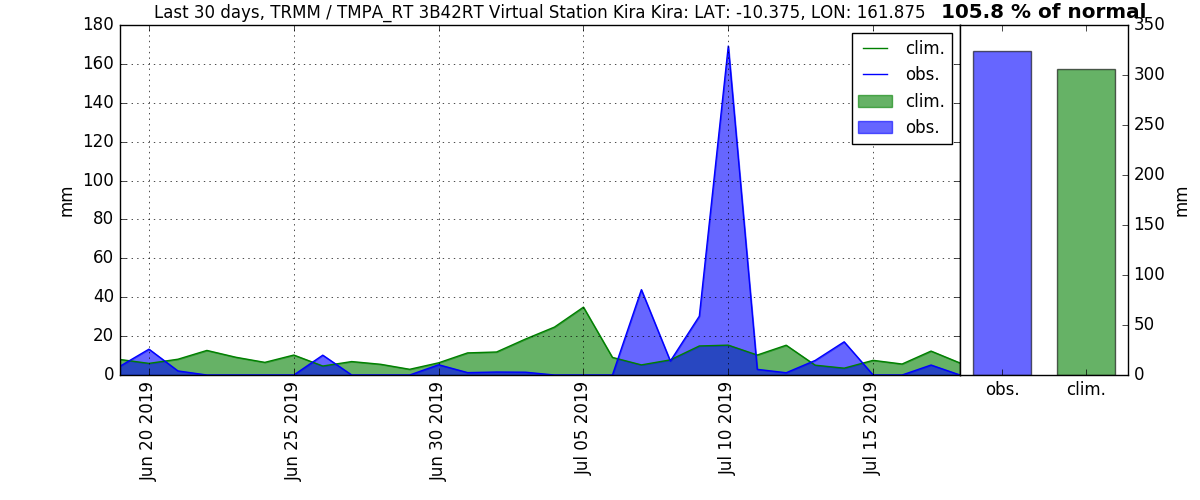 Last 30 days, TRMM / TMPA_RT 3B42RT Virtual Station Kira Kira: LAT: -10.375, LON: 161.875
105.8 % of normal
180
160
140
120
100
80
60
40
20
0
mm
clim.
obs.
clim.
obs.
Jun 20 2019
Jun 25 2019
Jun 30 2019
Jul 05 2019
Jul 10 2019
Jul 15 2019
350
300
250
200
150
100
50
0
mm
obs.
clim.